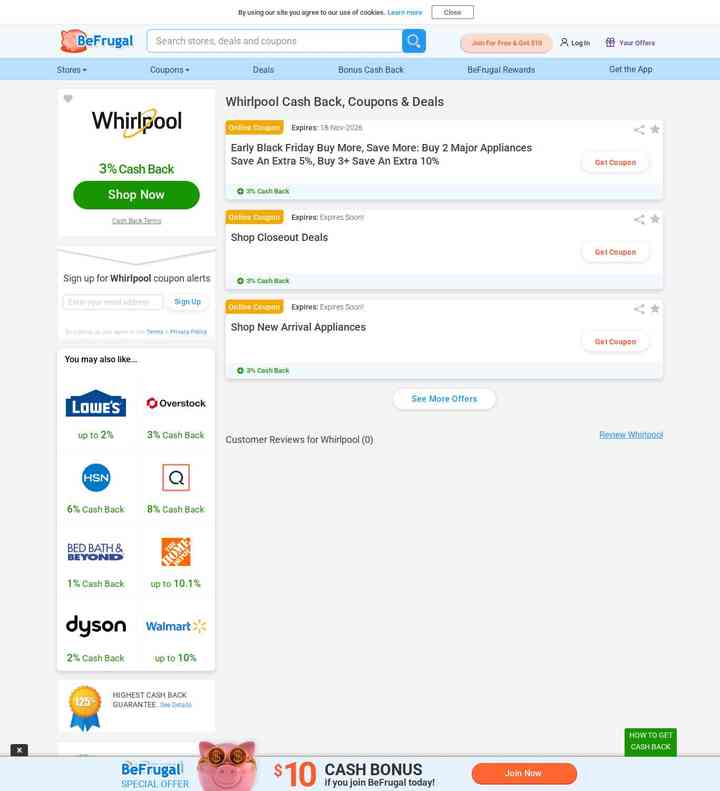 By using our site you agree to our use of cookies. Learn more Close
BeFrugal Search stores, deals and coupons Join For Free & Get $10 Log In Your Offers
Stores Coupons Deals Bonus Cash Back BeFrugal Rewards Get the App
Whirlpool
3% Cash Back
Shop Now
Cash Back Terms
Sign up for Whirlpool coupon alerts
Enter your email address Sign Up
By signing up, you agree to the Terms & Privacy Policy
You may also like...
LOWE'S Overstock
up to 2% 3% Cash Back
HSN Q
6% Cash Back 8% Cash Back
BED BATH & BEYOND THE HOME DEPOT
1% Cash Back up to 10.1%
dyson Walmart
2% Cash Back up to 10%
125%
HIGHEST CASH BACK
GUARANTEE. See Details
Whirlpool Cash Back, Coupons & Deals
Online Coupon Expires: 18-Nov-2026
Early Black Friday Buy More, Save More: Buy 2 Major Appliances
Save An Extra 5%, Buy 3+ Save An Extra 10%
Get Coupon
3% Cash Back
Online Coupon Expires: Expires Soon!
Shop Closeout Deals
Get Coupon
3% Cash Back
Online Coupon Expires: Expires Soon!
Shop New Arrival Appliances
Get Coupon
3% Cash Back
See More Offers
Customer Reviews for Whirlpool (0) Review Whirlpool
HOW TO GET
CASH BACK
x
BeFrugal
SPECIAL OFFER
$10 CASH BONUS
if you join BeFrugal today!
Join Now